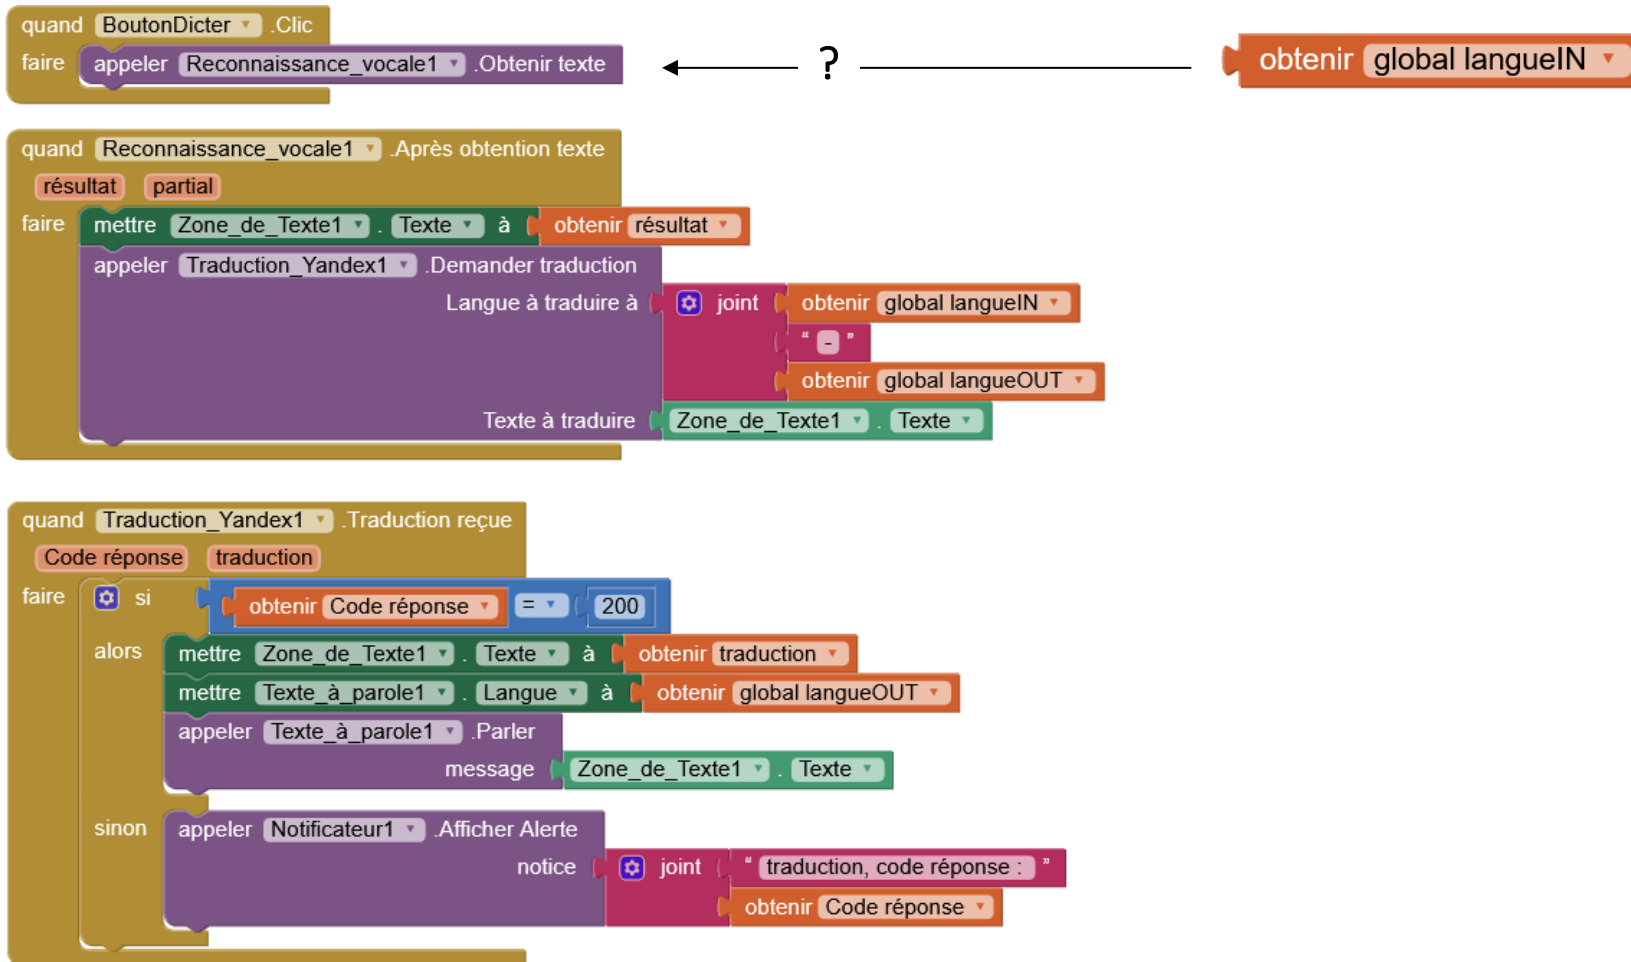 quand BoutonDicter .Clic
faire appeler Reconnaissance_vocale1 .Obtenir texte
?
obtenir global langueIN
quand Reconnaissance_vocale1 .Après obtention texte
résultat partial
faire mettre Zone_de_Texte1 . Texte à obtenir résultat
appeler Traduction_Yandex1 .Demander traduction
Langue à traduire à joint obtenir global langueIN
“ - ”
obtenir global langueOUT
Texte à traduire Zone_de_Texte1 . Texte
quand Traduction_Yandex1 .Traduction reçue
Code réponse traduction
faire si obtenir Code réponse = 200
alors mettre Zone_de_Texte1 . Texte à obtenir traduction
mettre Texte_à_parole1 . Langue à obtenir global langueOUT
appeler Texte_à_parole1 .Parler
message Zone_de_Texte1 . Texte
sinon appeler Notificateur1 .Afficher Alerte
notice joint “ traduction, code réponse : ”
obtenir Code réponse